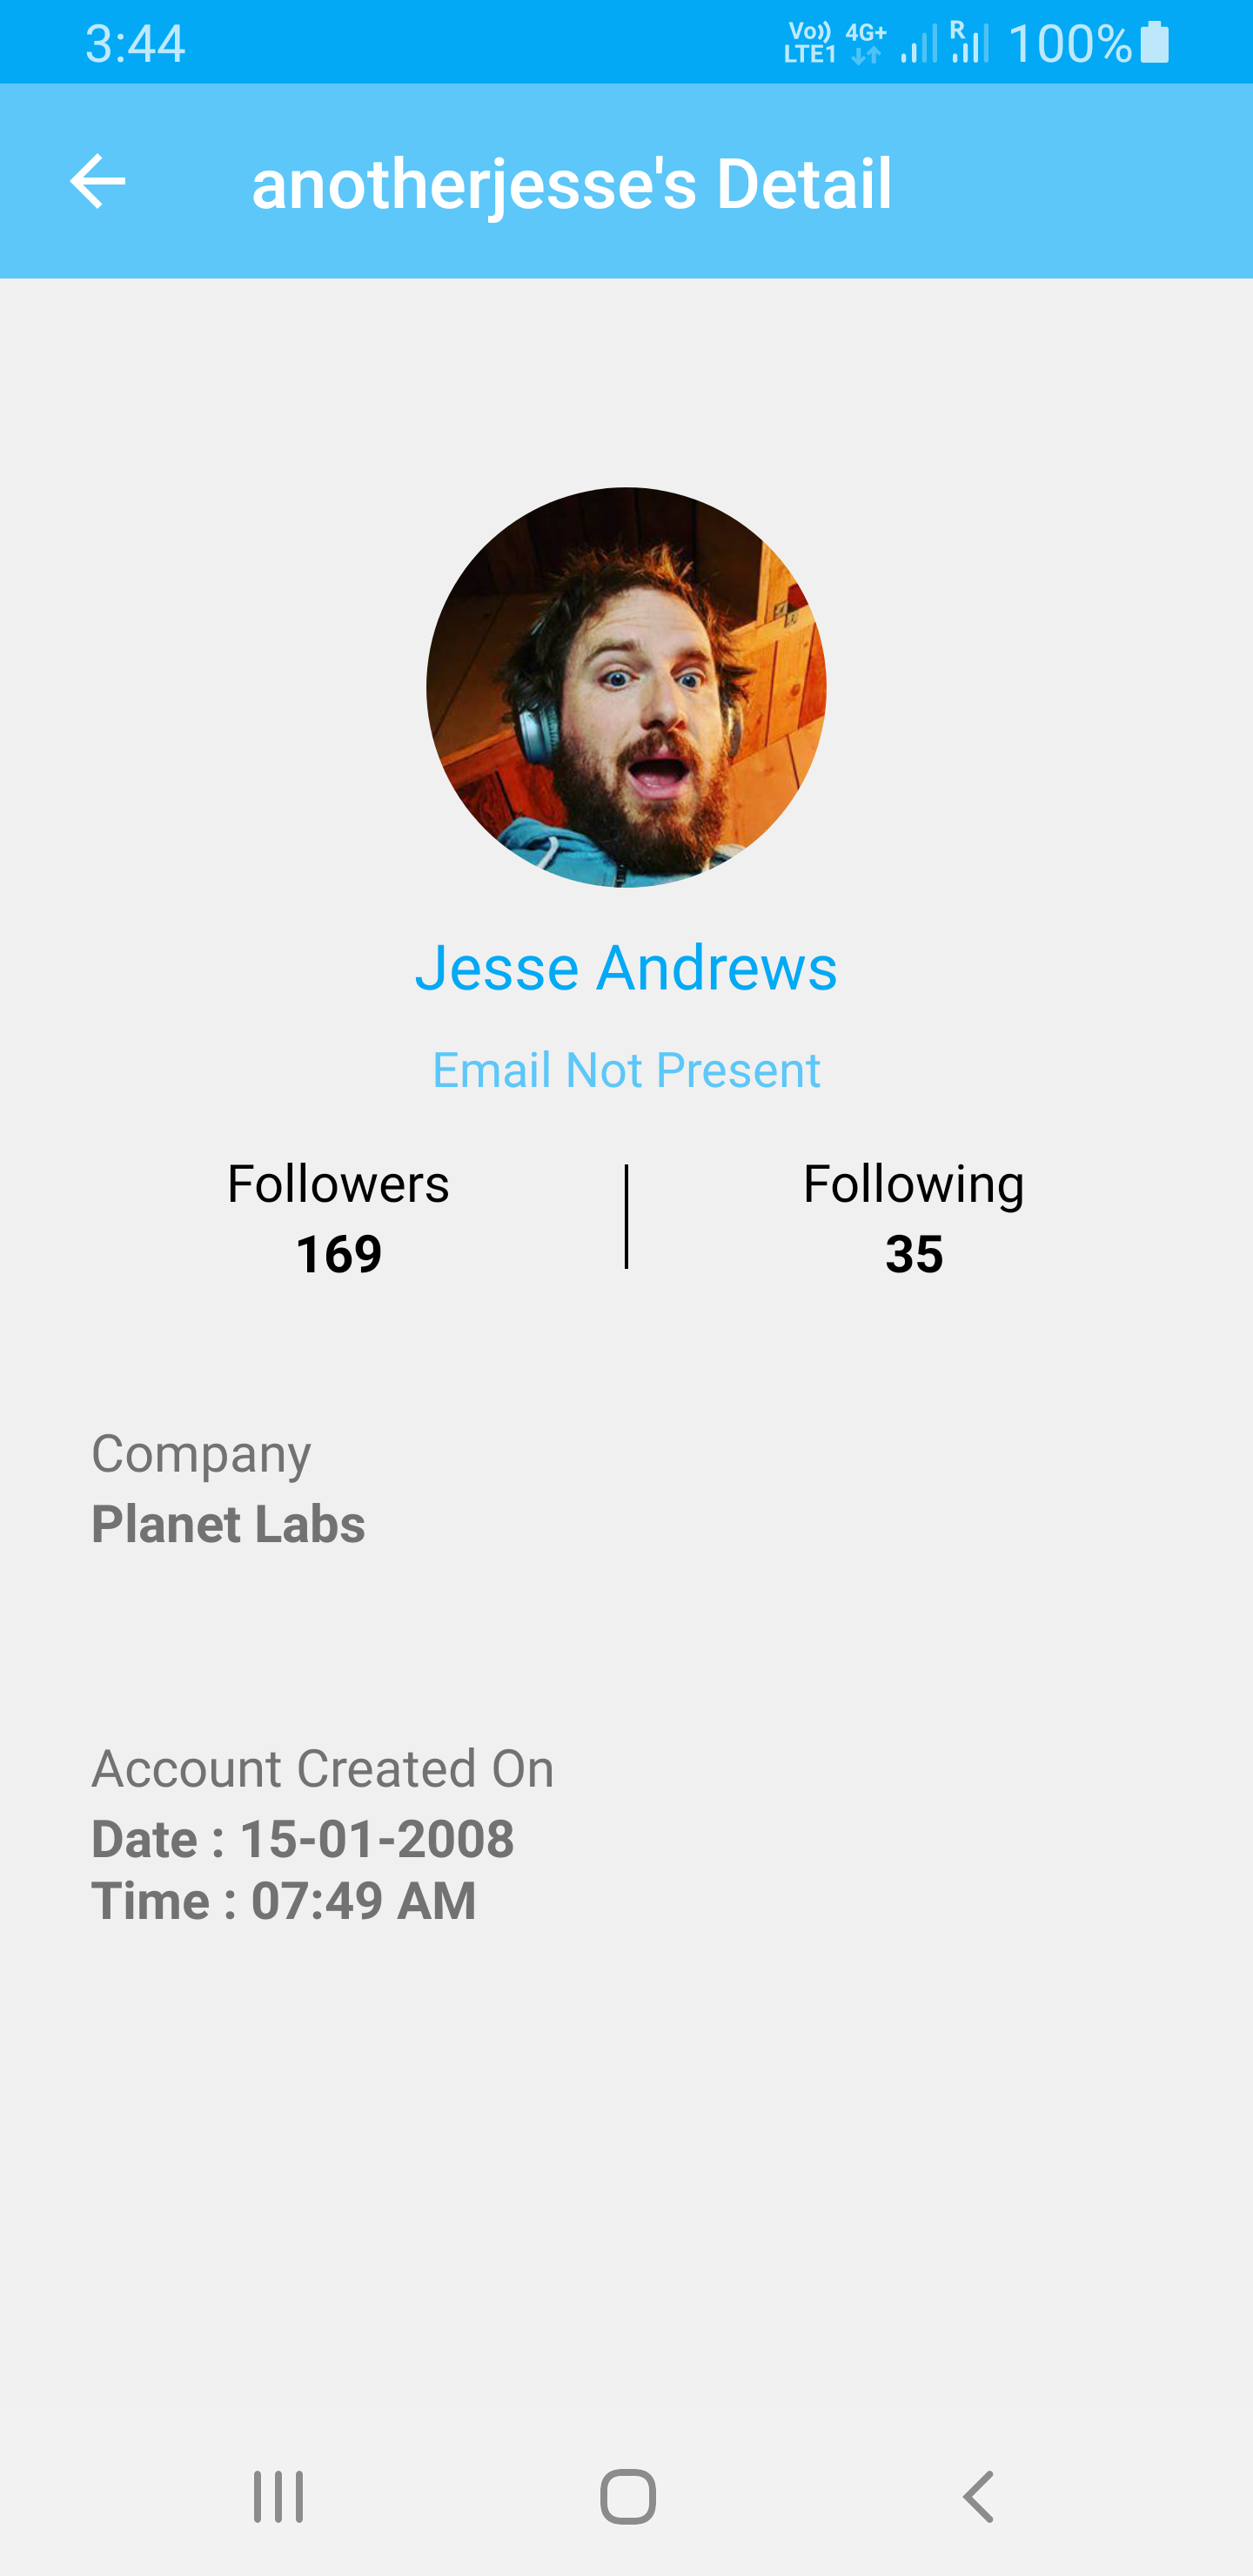 3:44
Vo)) 4G+ R 100%
LTE1
anotherjesse's Detail
Jesse Andrews
Email Not Present
Followers Following
169 35
Company
Planet Labs
Account Created On
Date : 15-01-2008
Time : 07:49 AM